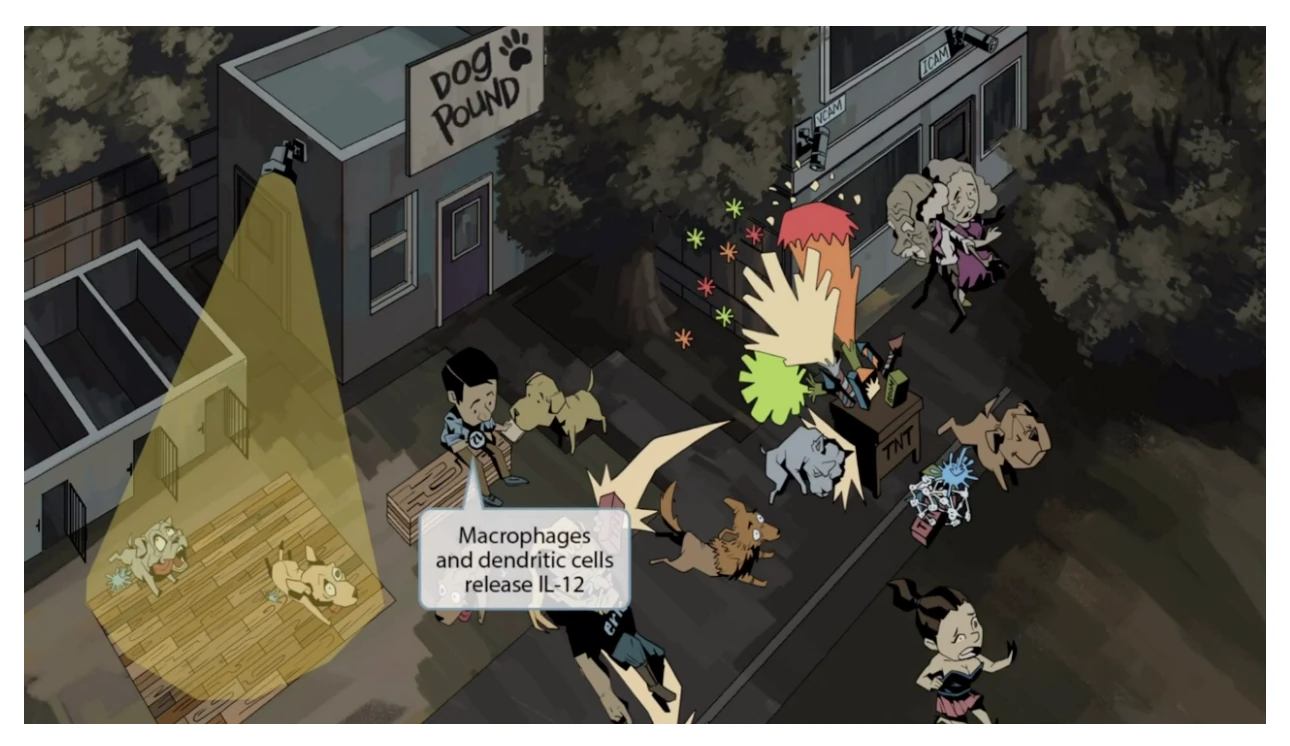 DOG
POUND
ICAM
VCAM
TNT
Macrophages
and dendritic cells
release IL-12